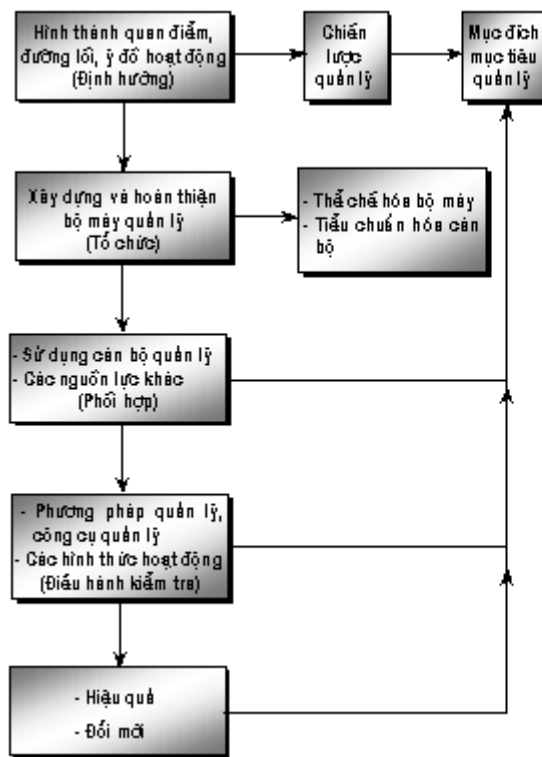 Hình thành quan điểm,
đường lối, ý đồ hoạt động
(Định hướng)
Chiến
lược
quản lý
Mục đích
mục tiêu
quản lý
Xây dựng và hoàn thiện
bộ máy quản lý
(Tổ chức)
- Thể chế hóa bộ máy
- Tiểu chuẩn hóa cán
bộ
- Sử dụng cán bộ quản lý
- Các nguồn lực khác
(Phối hợp)
- Phương pháp quản lý,
công cụ quản lý
- Các hình thức hoạt động
(Điều hành kiểm tra)
- Hiệu quả
- Đổi mới